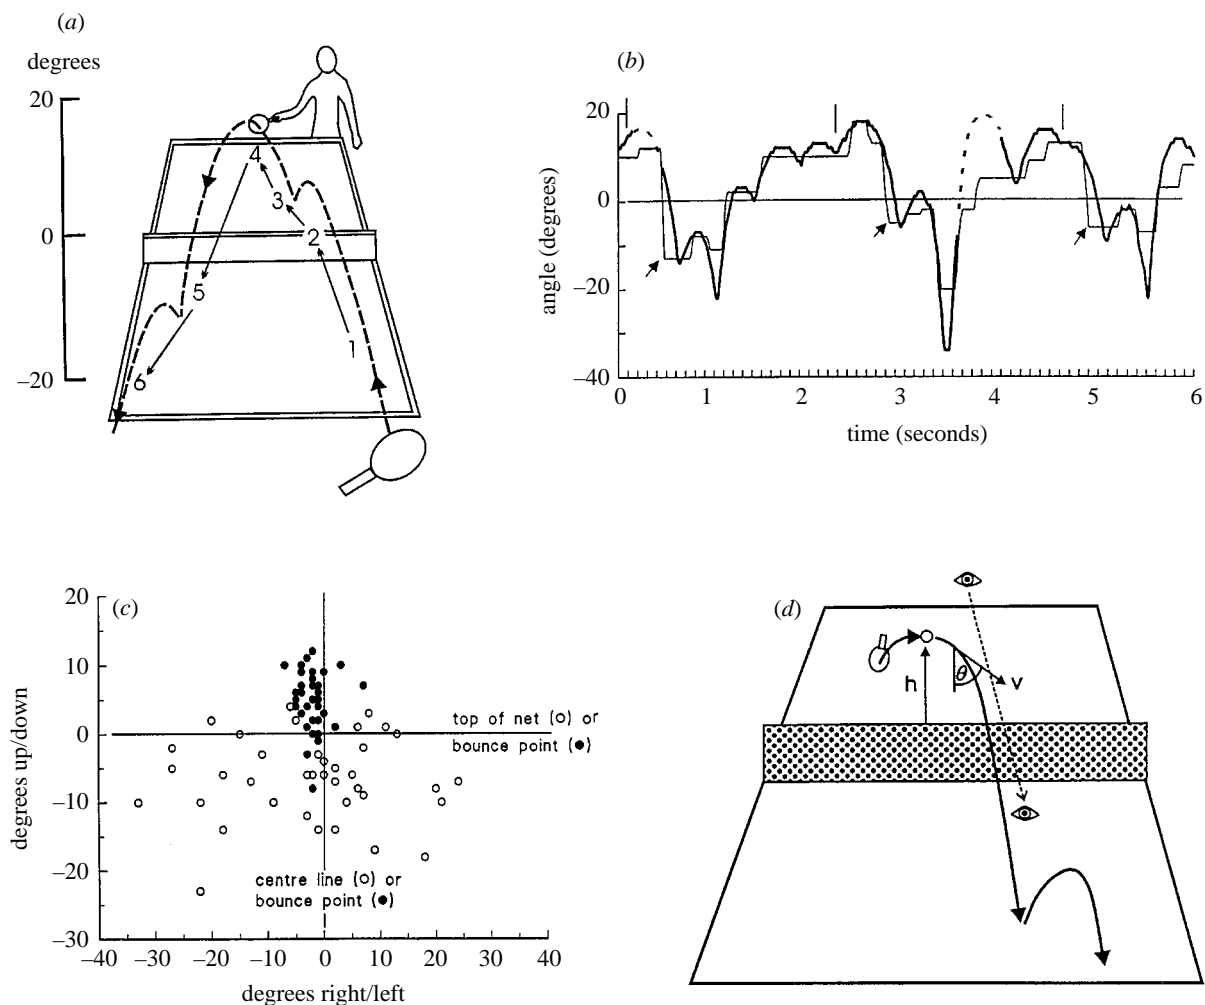 (a)
degrees
20
0
–20
1
2
3
4
5
6
(b)
angle (degrees)
20
0
–20
–40
0 1 2 3 4 5 6
time (seconds)
(c)
degrees up/down
20
10
0
–10
–20
–30
top of net (o) or
bounce point (●)
centre line (o) or
bounce point (●)
–40 –30 –20 –10 0 10 20 30 40
degrees right/left
(d)
h
θ
v